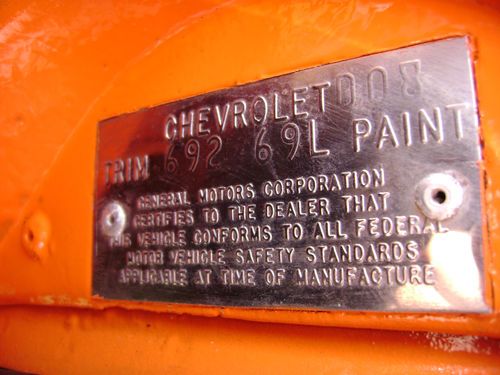 CHEVROLET 008
TRIM 692 69L PAINT
GENERAL MOTORS CORPORATION
CERTIFIES TO THE DEALER THAT
THIS VEHICLE CONFORMS TO ALL FEDERAL
MOTOR VEHICLE SAFETY STANDARDS
APPLICABLE AT TIME OF MANUFACTURE